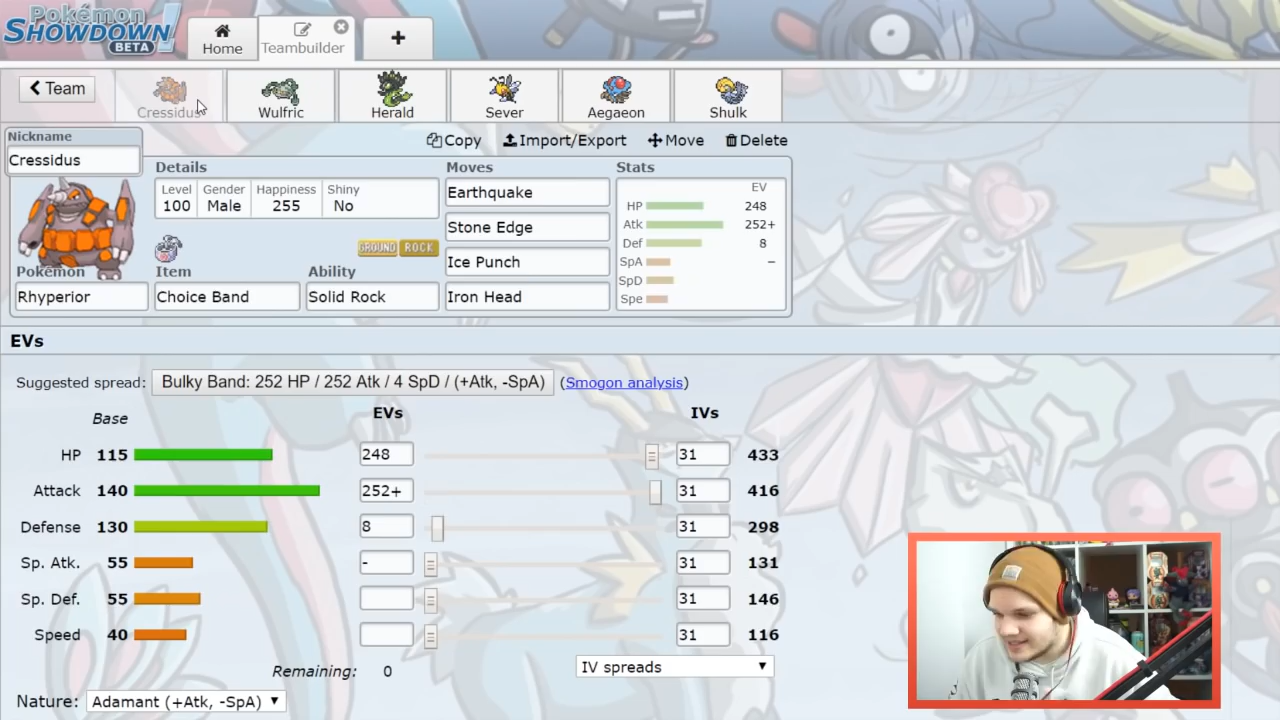 Pokémon
SHOWDOWN!
BETA
Home
Teambuilder
+
Team
Cressidus
Wulfric
Herald
Sever
Aegaeon
Shulk
Nickname
Cressidus
Copy
Import/Export
Move
Delete
Details
Moves
Stats
Level
Gender
Happiness
Shiny
100
Male
255
No
GROUND
ROCK
Pokémon
Item
Ability
Rhyperior
Choice Band
Solid Rock
Earthquake
Stone Edge
Ice Punch
Iron Head
EV
HP 248
Atk 252+
Def 8
SpA –
SpD
Spe
EVs
Suggested spread: Bulky Band: 252 HP / 252 Atk / 4 SpD / (+Atk, -SpA) (Smogon analysis)
Base EVs IVs
HP 115 248 31 433
Attack 140 252+ 31 416
Defense 130 8 31 298
Sp. Atk. 55 - 31 131
Sp. Def. 55 31 146
Speed 40 31 116
Remaining: 0 IV spreads
Nature: Adamant (+Atk, -SpA)